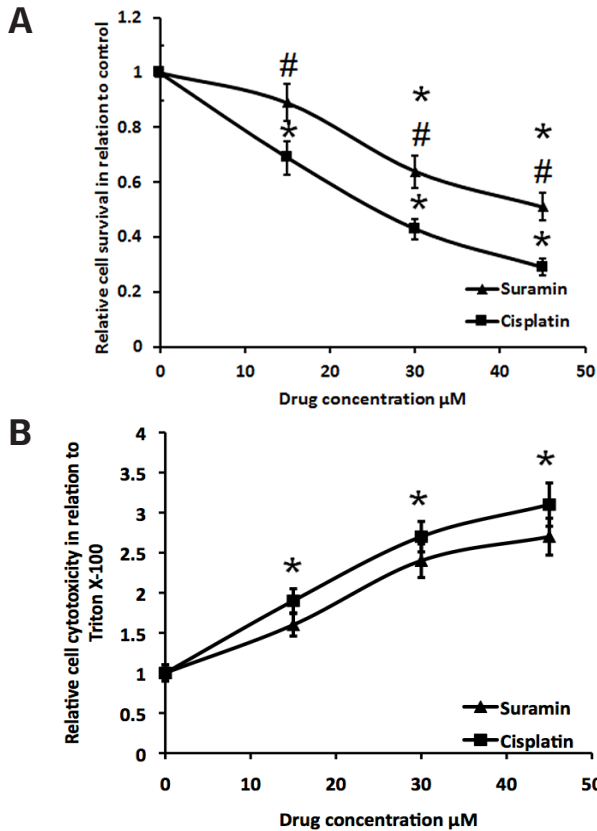 A
Relative cell survival in relation to control
1.2
1
0.8
0.6
0.4
0.2
0
#
*
*
#
*
*
#
*
Suramin
Cisplatin
0 10 20 30 40 50
Drug concentration μM
B
Relative cell cytotoxicity in relation to
Triton X-100
4
3.5
3
2.5
2
1.5
1
0.5
0
*
*
*
Suramin
Cisplatin
0 10 20 30 40 50
Drug concentration μM